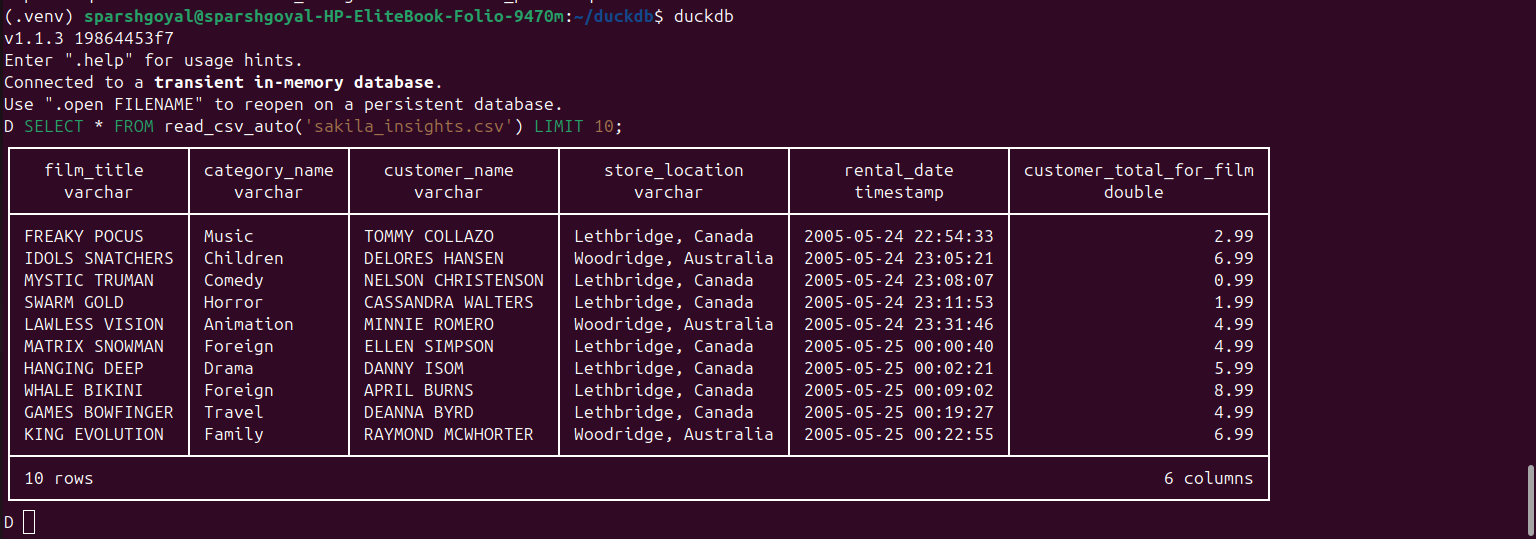 (.venv) sparshgoyal@sparshgoyal-HP-EliteBook-Folio-9470m:~/duckdb$ duckdb
v1.1.3 19864453f7
Enter ".help" for usage hints.
Connected to a transient in-memory database.
Use ".open FILENAME" to reopen on a persistent database.
D SELECT * FROM read_csv_auto('sakila_insights.csv') LIMIT 10;
film_title category_name customer_name store_location rental_date customer_total_for_film
varchar varchar varchar varchar timestamp double
FREAKY POCUS Music TOMMY COLLAZO Lethbridge, Canada 2005-05-24 22:54:33 2.99
IDOLS SNATCHERS Children DELORES HANSEN Woodridge, Australia 2005-05-24 23:05:21 6.99
MYSTIC TRUMAN Comedy NELSON CHRISTENSON Lethbridge, Canada 2005-05-24 23:08:07 0.99
SWARM GOLD Horror CASSANDRA WALTERS Lethbridge, Canada 2005-05-24 23:11:53 1.99
LAWLESS VISION Animation MINNIE ROMERO Woodridge, Australia 2005-05-24 23:31:46 4.99
MATRIX SNOWMAN Foreign ELLEN SIMPSON Lethbridge, Canada 2005-05-25 00:00:40 4.99
HANGING DEEP Drama DANNY ISOM Lethbridge, Canada 2005-05-25 00:02:21 5.99
WHALE BIKINI Foreign APRIL BURNS Lethbridge, Canada 2005-05-25 00:09:02 8.99
GAMES BOWFINGER Travel DEANNA BYRD Lethbridge, Canada 2005-05-25 00:19:27 4.99
KING EVOLUTION Family RAYMOND MCWHORTER Woodridge, Australia 2005-05-25 00:22:55 6.99
10 rows 6 columns
D